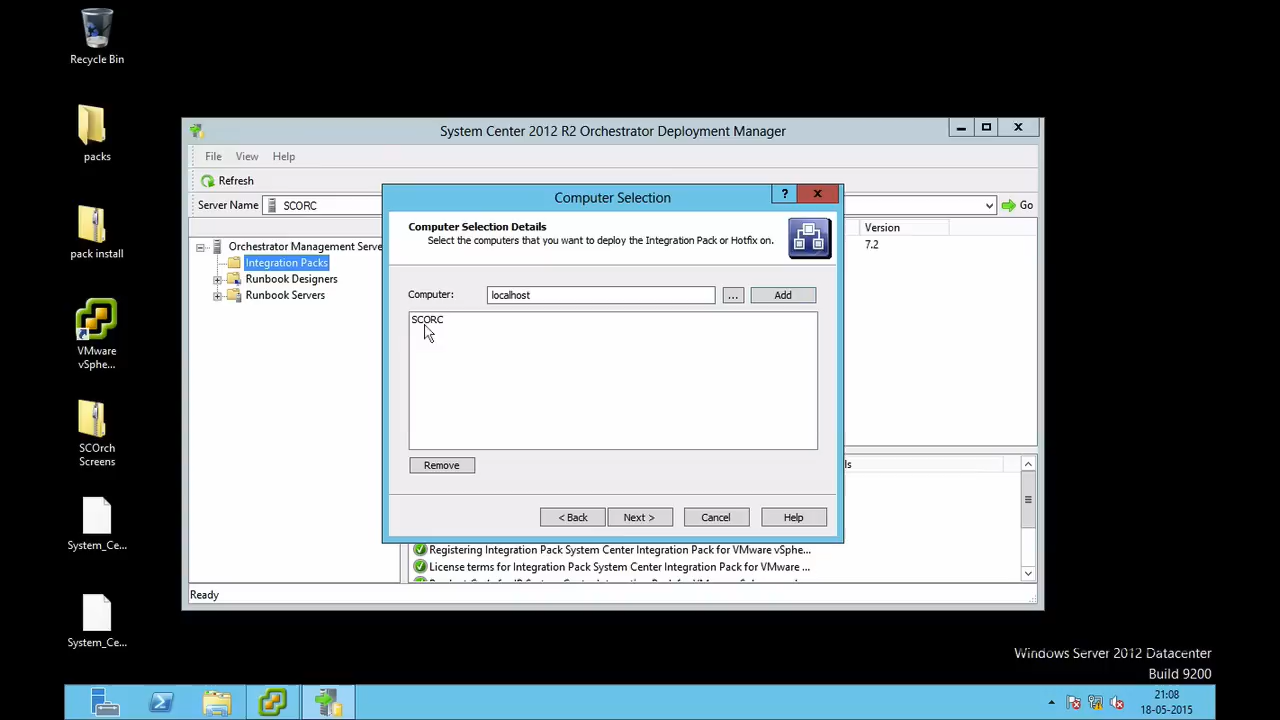 Recycle Bin
packs
pack install
VMware
vSphe...
SCOrch
Screens
System_Ce...
System_Ce...
System Center 2012 R2 Orchestrator Deployment Manager
File View Help
Refresh
Server Name SCORC Go
Orchestrator Management Serve
Integration Packs
Runbook Designers
Runbook Servers
Version
7.2
Computer Selection
?
Computer Selection Details
Select the computers that you want to deploy the Integration Pack or Hotfix on.
Computer: localhost ... Add
SCORC
Remove
< Back Next > Cancel Help
ls
Registering Integration Pack System Center Integration Pack for VMware vSphe...
License terms for Integration Pack System Center Integration Pack for VMware ...
Ready
Windows Server 2012 Datacenter
Build 9200
21:08
18-05-2015